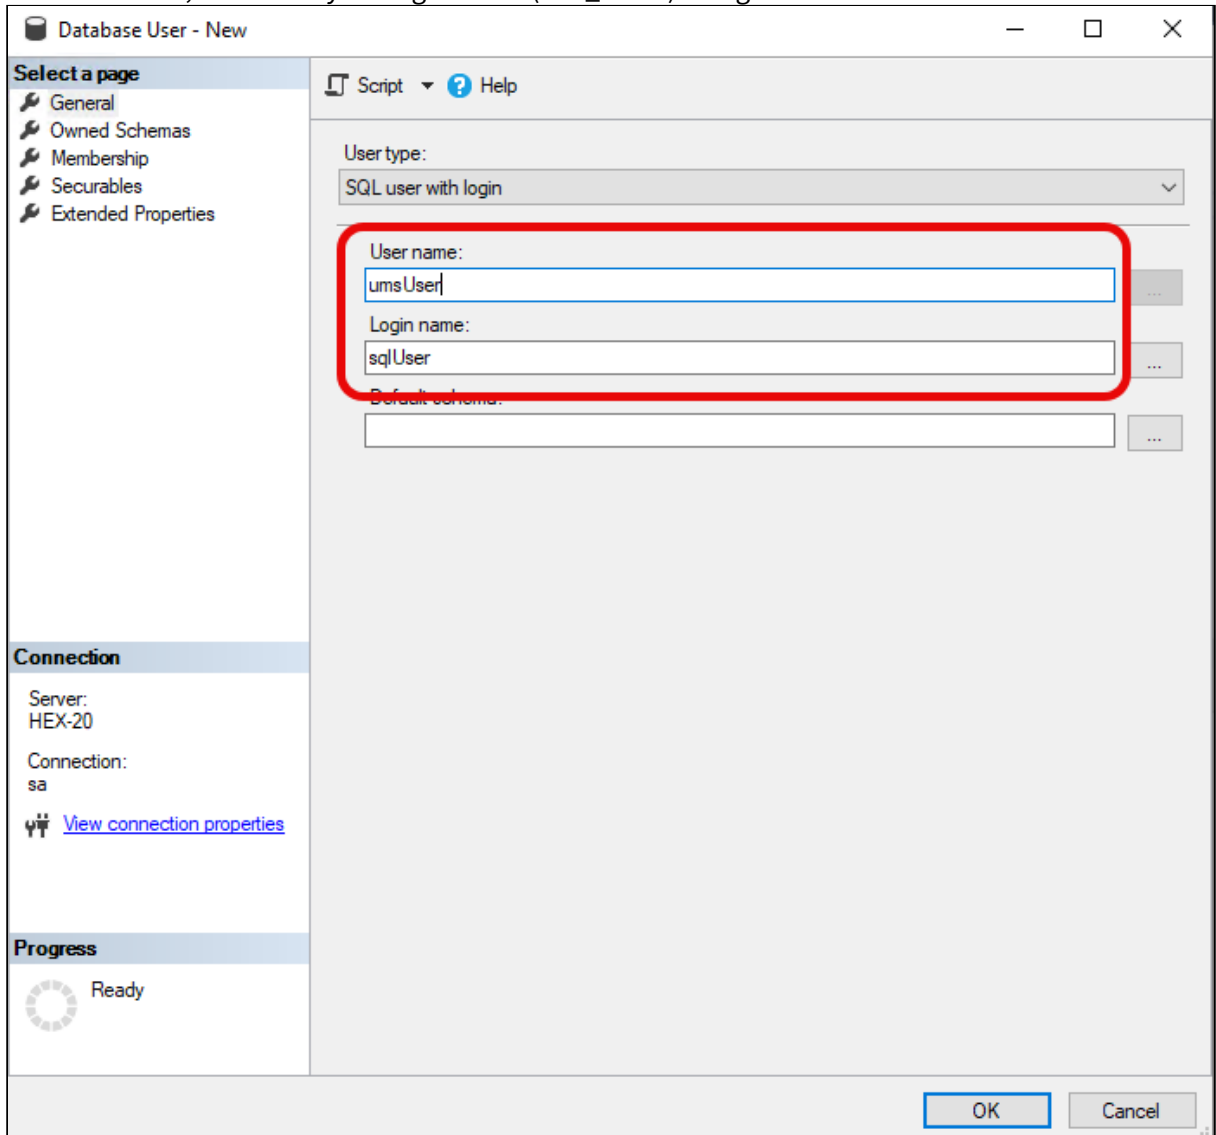 Database User - New
Select a page
General
Owned Schemas
Membership
Securables
Extended Properties
Script
Help
User type:
SQL user with login
User name:
umsUser
...
Login name:
sqlUser
...
Default schema:
...
Connection
Server:
HEX-20
Connection:
sa
View connection properties
Progress
Ready
OK
Cancel